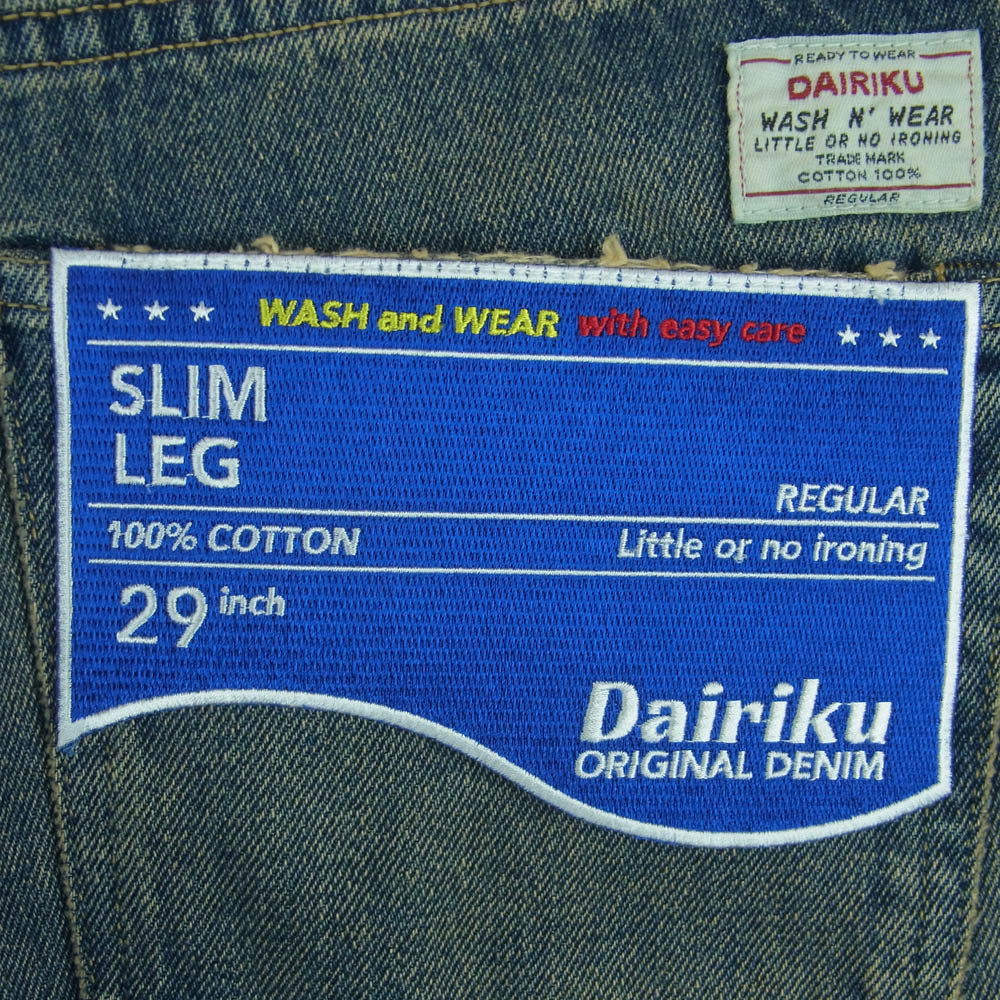 READY TO WEAR
DAIRIKU
WASH N' WEAR
LITTLE OR NO IRONING
TRADE MARK
COTTON 100%
REGULAR
WASH and WEAR with easy care
SLIM
LEG
REGULAR
100% COTTON Little or no ironing
29 inch
Dairiku
ORIGINAL DENIM